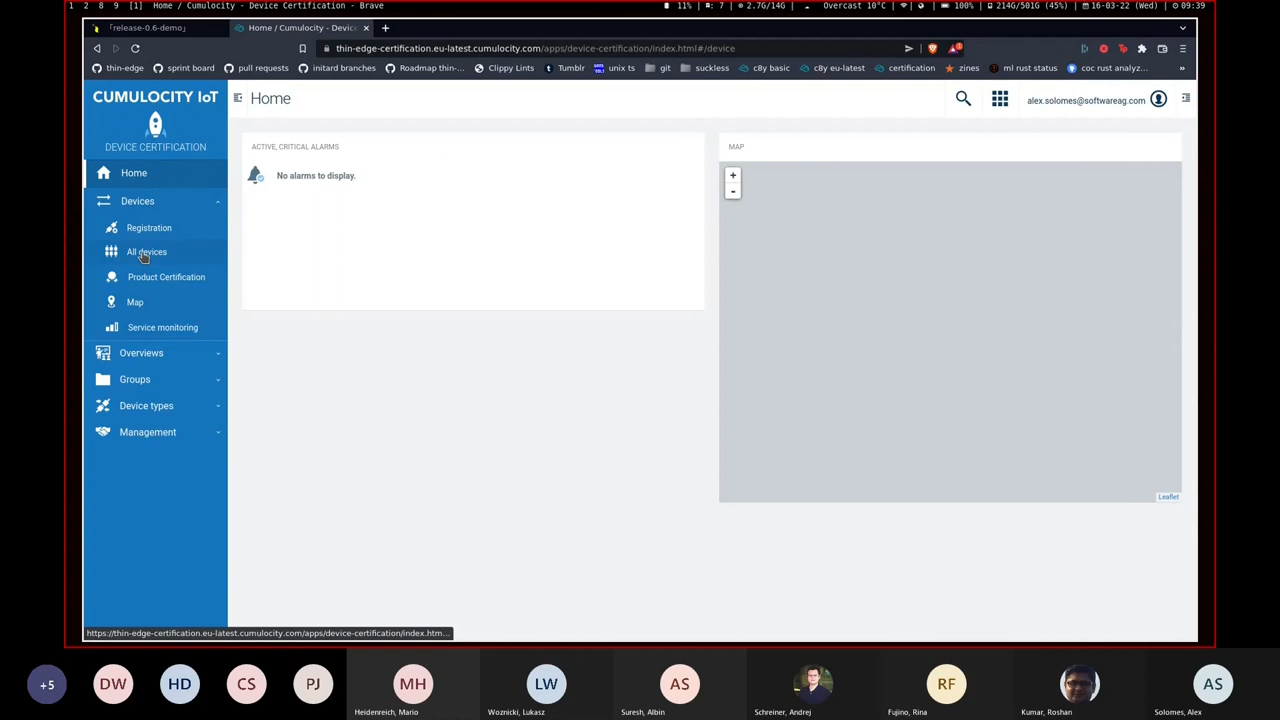 1 2 8 9 [1] Home / Cumulocity - Device Certification - Brave
11% 7 2.7G/14G Overcast 10°C 100% 214G/501G (45%) 16-03-22 (Wed) 09:39
「release-0.6-demo」
Home / Cumulocity - Device
thin-edge-certification.eu-latest.cumulocity.com/apps/device-certification/index.html#/device
thin-edge sprint board pull requests initard branches Roadmap thin-... Clippy Lints Tumblr unix ts git suckless c8y basic c8y eu-latest certification zines ml rust status coc rust analyz... »
CUMULOCITY IoT
DEVICE CERTIFICATION
Home
alex.solomes@softwareag.com
Home
Devices
Registration
All devices
Product Certification
Map
Service monitoring
Overviews
Groups
Device types
Management
ACTIVE, CRITICAL ALARMS
No alarms to display.
MAP
+
-
Leaflet
https://thin-edge-certification.eu-latest.cumulocity.com/apps/device-certification/index.htm...
+5 DW HD CS PJ MH LW AS RF AS
Heidenreich, Mario Woznicki, Lukasz Suresh, Albin Schreiner, Andrej Fujino, Rina Kumar, Roshan Solomes, Alex